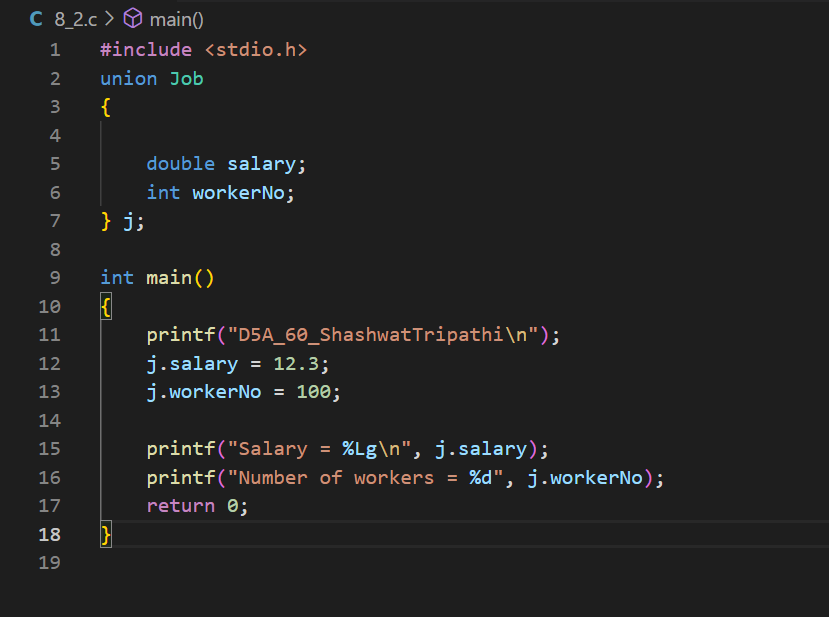 C 8_2.c > main()
1 #include <stdio.h>
2 union Job
3 {
4
5     double salary;
6     int workerNo;
7 } j;
8
9 int main()
10 {
11     printf("D5A_60_ShashwatTripathi\n");
12     j.salary = 12.3;
13     j.workerNo = 100;
14
15     printf("Salary = %Lg\n", j.salary);
16     printf("Number of workers = %d", j.workerNo);
17     return 0;
18 }
19